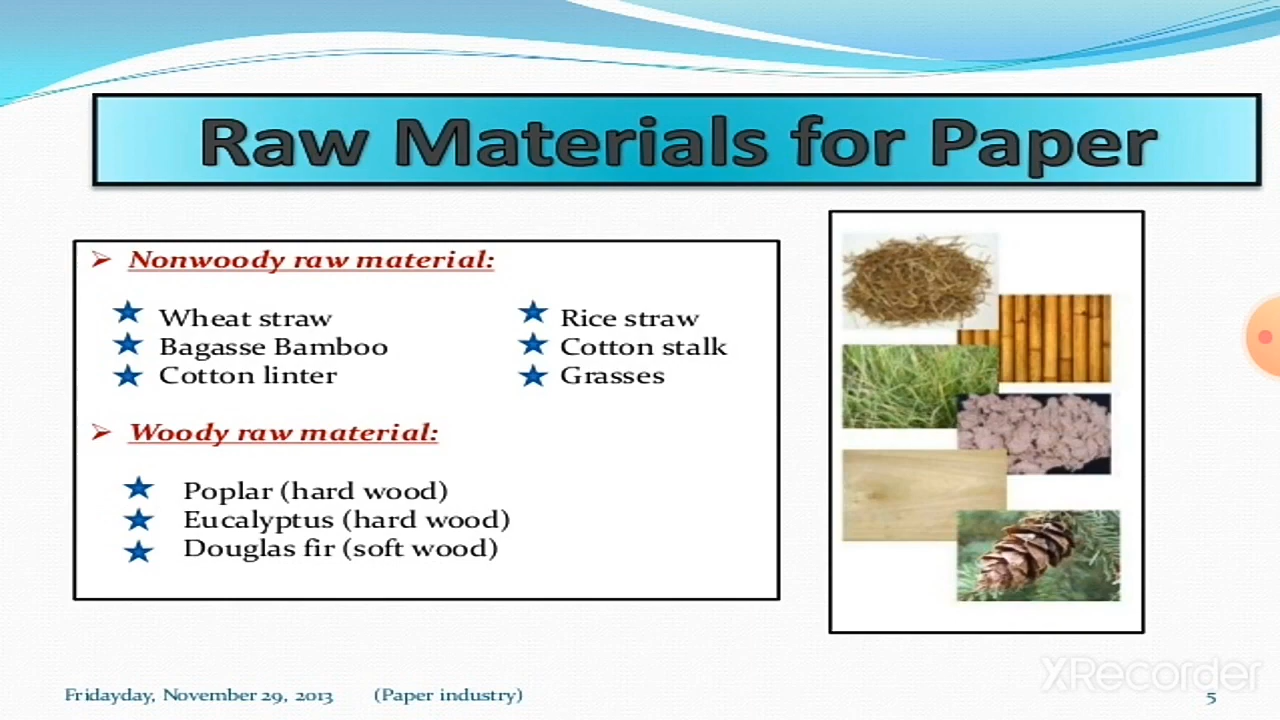 Raw Materials for Paper
Nonwoody raw material:
Wheat straw
Rice straw
Bagasse Bamboo
Cotton stalk
Cotton linter
Grasses
Woody raw material:
Poplar (hard wood)
Eucalyptus (hard wood)
Douglas fir (soft wood)
Fridayday, November 29, 2013 (Paper industry)
5
XRecorder